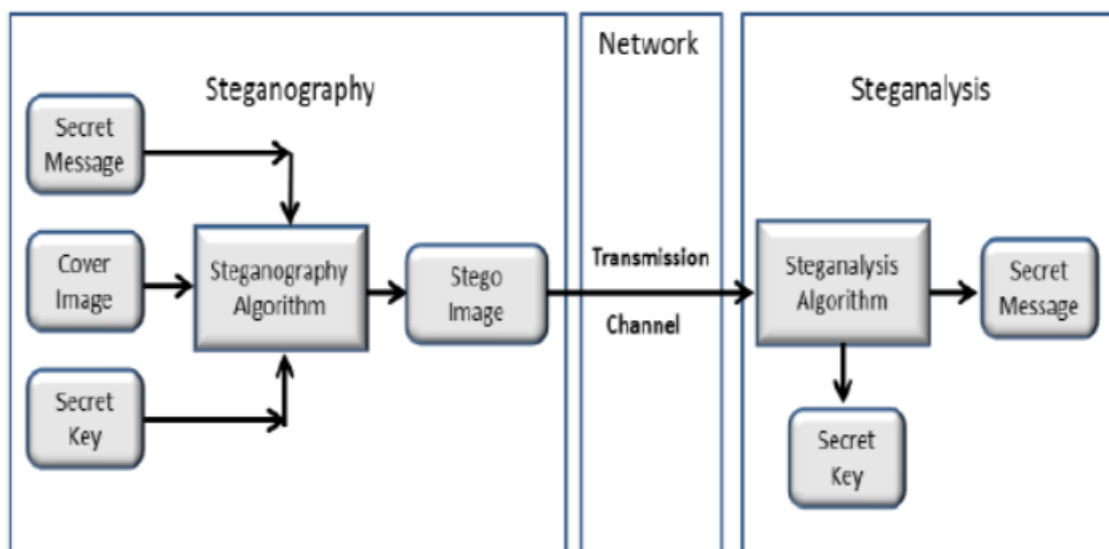 Steganography
Secret
Message
Cover
Image
Secret
Key
Steganography
Algorithm
Stego
Image
Network
Transmission
Channel
Steganalysis
Steganalysis
Algorithm
Secret
Message
Secret
Key